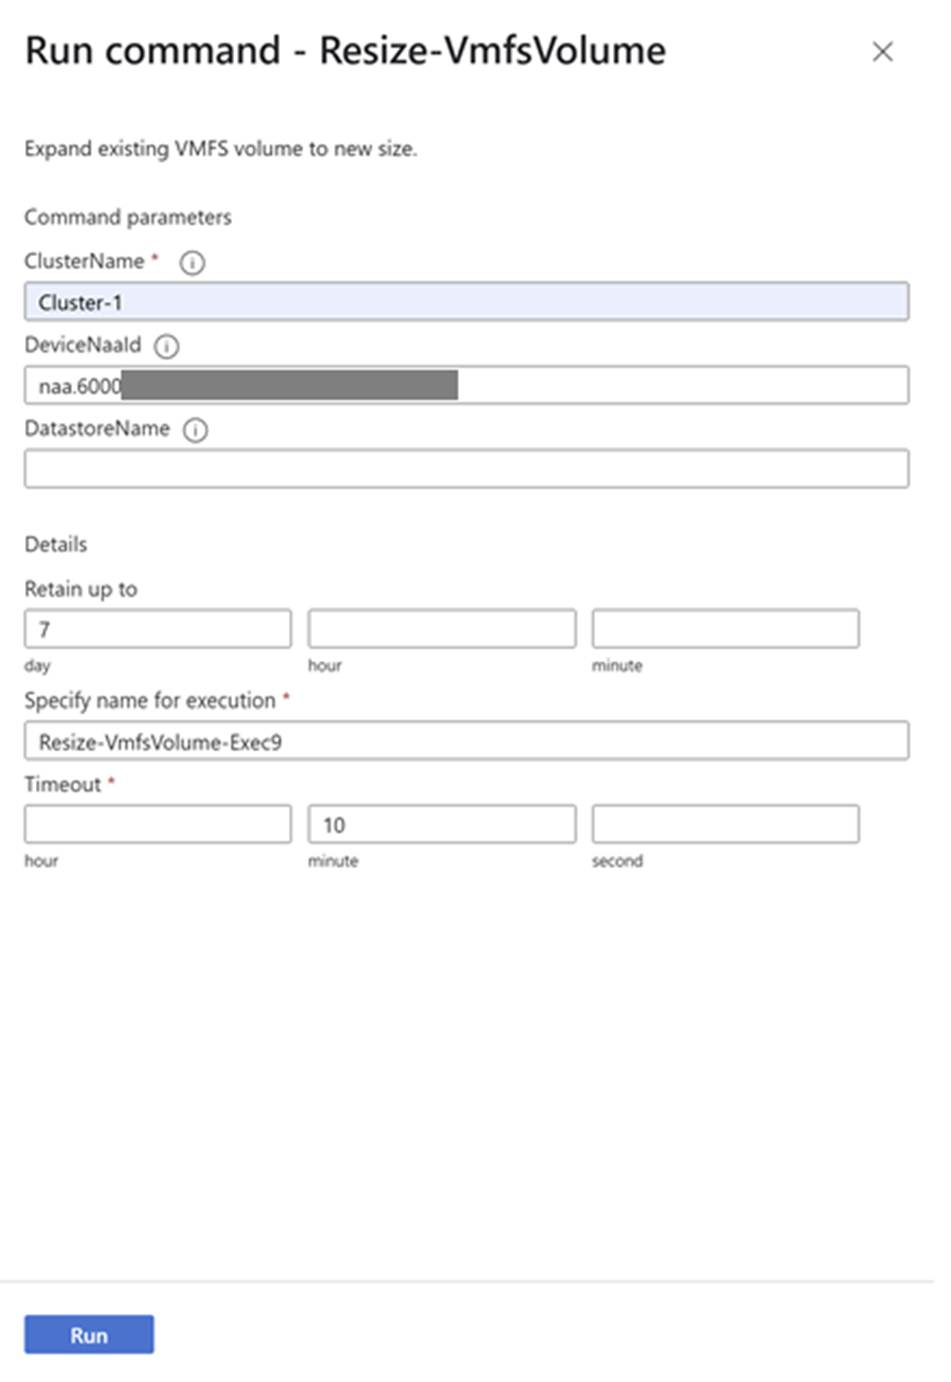 Run command - Resize-VmfsVolume
Expand existing VMFS volume to new size.
Command parameters
ClusterName *
Cluster-1
DeviceNaaId
naa.6000
DatastoreName
Details
Retain up to
7
day hour minute
Specify name for execution *
Resize-VmfsVolume-Exec9
Timeout *
10
hour minute second
Run